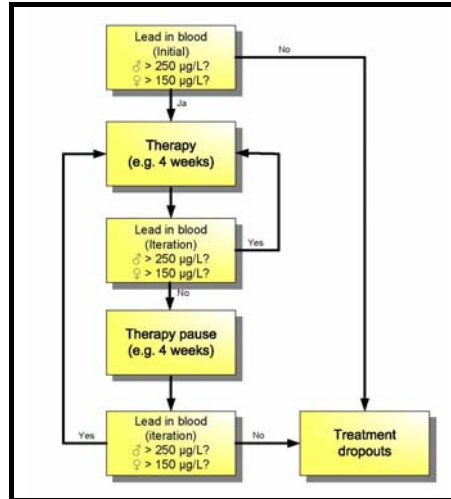 Lead in blood
(Initial)
♂ > 250 µg/L?
♀ > 150 µg/L?
No
Ja
Therapy
(e.g. 4 weeks)
Lead in blood
(Iteration)
♂ > 250 µg/L?
♀ > 150 µg/L?
Yes
No
Therapy pause
(e.g. 4 weeks)
Yes
Lead in blood
(iteration)
♂ > 250 µg/L?
♀ > 150 µg/L?
No
Treatment
dropouts